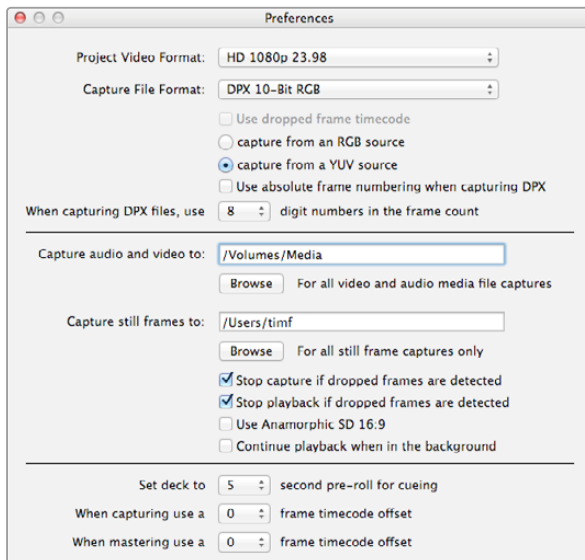 Preferences
Project Video Format: HD 1080p 23.98
Capture File Format: DPX 10-Bit RGB
Use dropped frame timecode
capture from an RGB source
capture from a YUV source
Use absolute frame numbering when capturing DPX
When capturing DPX files, use 8 digit numbers in the frame count
Capture audio and video to: /Volumes/Media
Browse For all video and audio media file captures
Capture still frames to: /Users/timf
Browse For all still frame captures only
Stop capture if dropped frames are detected
Stop playback if dropped frames are detected
Use Anamorphic SD 16:9
Continue playback when in the background
Set deck to 5 second pre-roll for cueing
When capturing use a 0 frame timecode offset
When mastering use a 0 frame timecode offset